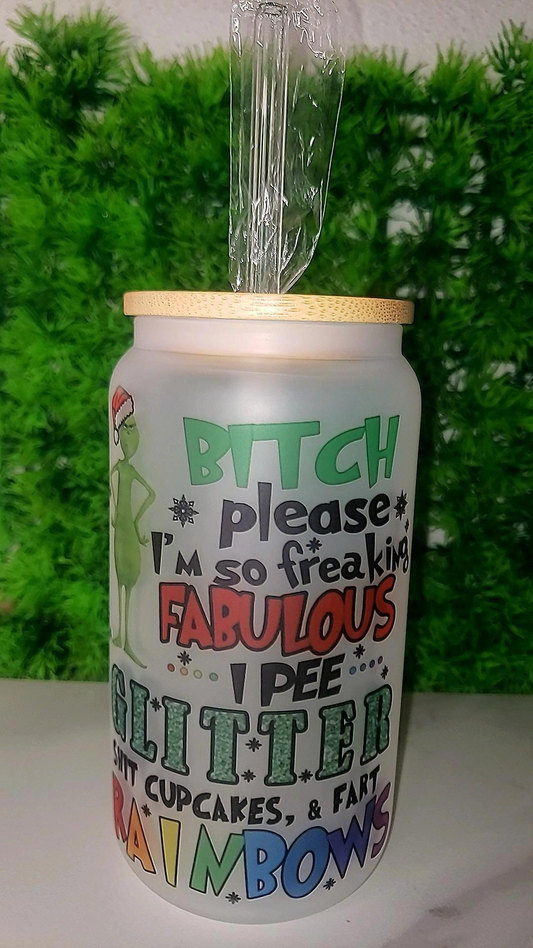 BITCH
please
I'm so freaking
FABULOUS
I PEE
GLITTER
SHIT CUPCAKES, & FART
RAINBOWS